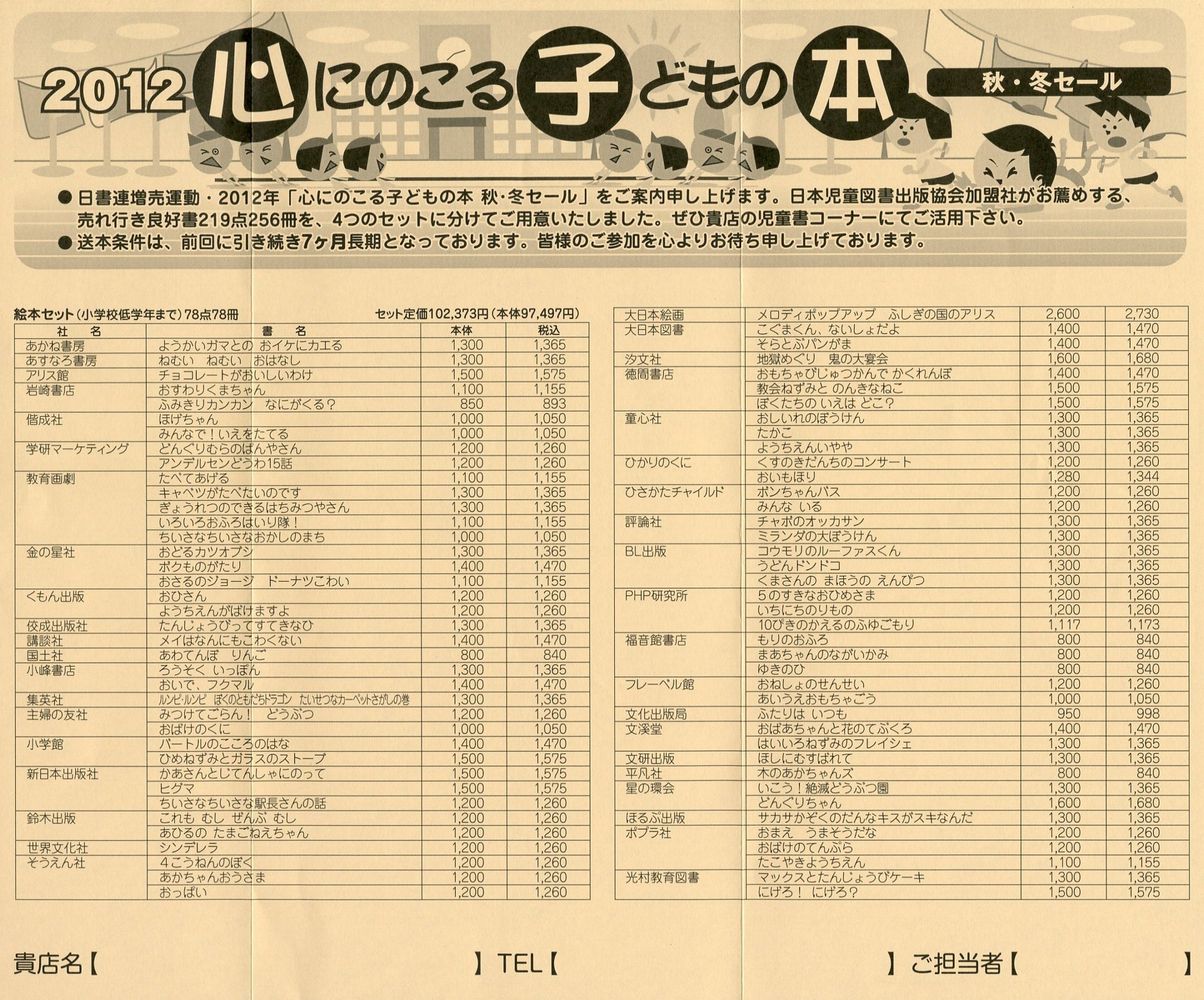 2012 心にのこる子どもの本 秋・冬セール
● 日書連増売運動・2012年「心にのこる子どもの本 秋・冬セール」をご案内申し上げます。日本児童図書出版協会加盟社がお薦めする、
売れ行き良好書219点256冊を、4つのセットに分けてご用意いたしました。ぜひ貴店の児童書コーナーにてご活用下さい。
● 送本条件は、前回に引き続き7ヶ月長期となっております。皆様のご参加を心よりお待ち申し上げております。
絵本セット(小学校低学年まで)78点78冊 セット定価102,373円(本体97,497円)
社 名 書 名 本体 税込
あかね書房 ようかいガマとの おイケにカエる 1,300 1,365
あすなろ書房 ねむい ねむい おはなし 1,300 1,365
アリス館 チョコレートがおいしいわけ 1,500 1,575
岩崎書店 おすわりくまちゃん 1,100 1,155
ふみきりカンカン なにがくる? 850 893
偕成社 ほげちゃん 1,000 1,050
みんなで!いえをたてる 1,000 1,050
学研マーケティング どんぐりむらのぱんやさん 1,200 1,260
アンデルセンどうわ15話 1,200 1,260
教育画劇 たべてあげる 1,100 1,155
キャベツがたべたいのです 1,300 1,365
ぎょうれつのできるはちみつやさん 1,300 1,365
いろいろおふろはいり隊! 1,100 1,155
ちいさなちいさなおかしのまち 1,000 1,050
金の星社 おどるカツオブシ 1,300 1,365
ボクものがたり 1,400 1,470
おさるのジョージ ドーナツこわい 1,100 1,155
くもん出版 おひさん 1,200 1,260
ようちえんがばけますよ 1,200 1,260
佼成出版社 たんじょうびってすてきなひ 1,300 1,365
講談社 メイはなんにもこわくない 1,400 1,470
国土社 あわてんぼ りんご 800 840
小峰書店 ろうそく いっぽん 1,300 1,365
おいで、フクマル 1,400 1,470
集英社 ルンピ・ルンピ ぼくのともだちドラゴン たいせつなカーペットさがしの巻 1,300 1,365
主婦の友社 みつけてごらん! どうぶつ 1,200 1,260
おばけのくに 1,000 1,050
小学館 バートルのこころのはな 1,400 1,470
ひめねずみとガラスのストーブ 1,500 1,575
新日本出版社 かあさんとじてんしゃにのって 1,500 1,575
ヒグマ 1,500 1,575
ちいさなちいさな駅長さんの話 1,200 1,260
鈴木出版 これも むし ぜんぶ むし 1,200 1,260
あひるの たまごねえちゃん 1,200 1,260
世界文化社 シンデレラ 1,200 1,260
そうえん社 4こうねんのぼく 1,200 1,260
あかちゃんおうさま 1,200 1,260
おっぱい 1,200 1,260
大日本絵画 メロディポップアップ ふしぎの国のアリス 2,600 2,730
大日本図書 こぐまくん、ないしょだよ 1,400 1,470
そらとぶパンがま 1,400 1,470
汐文社 地獄めぐり 鬼の大宴会 1,600 1,680
徳間書店 おもちゃびじゅつかんで かくれんぼ 1,400 1,470
教会ねずみと のんきなねこ 1,500 1,575
ぼくたちの いえは どこ? 1,500 1,575
童心社 おしいれのぼうけん 1,300 1,365
たかこ 1,300 1,365
ようちえんいやや 1,300 1,365
ひかりのくに くすのきだんちのコンサート 1,200 1,260
おいもほり 1,280 1,344
ひさかたチャイルド ポンちゃんバス 1,200 1,260
みんな いる 1,200 1,260
評論社 チャボのオッカサン 1,300 1,365
ミランダの大ぼうけん 1,300 1,365
BL出版 コウモリのルーファスくん 1,300 1,365
うどんドンドコ 1,300 1,365
くまさんの まほうの えんぴつ 1,300 1,365
PHP研究所 5のすきなおひめさま 1,200 1,260
いちにちのりもの 1,200 1,260
10ぴきのかえるのふゆごもり 1,117 1,173
福音館書店 もりのおふろ 800 840
まあちゃんのながいかみ 800 840
ゆきのひ 800 840
フレーベル館 おねしょのせんせい 1,200 1,260
あいうえおもちゃごう 1,000 1,050
文化出版局 ふたりは いつも 950 998
文溪堂 おばあちゃんと花のてぶくろ 1,400 1,470
はいいろねずみのフレイシェ 1,300 1,365
文研出版 ほしにむすばれて 1,300 1,365
平凡社 木のあかちゃんズ 800 840
星の環会 いこう!絶滅どうぶつ園 1,300 1,365
どんぐりちゃん 1,600 1,680
ほるぷ出版 サカサかぞくのだんなキスがスキなんだ 1,300 1,365
ポプラ社 おまえ うまそうだな 1,200 1,260
おばけのてんぷら 1,200 1,260
たこやきようちえん 1,100 1,155
光村教育図書 マックスとたんじょうびケーキ 1,300 1,365
にげろ! にげろ? 1,500 1,575
貴店名【 】TEL【 】ご担当者【 】